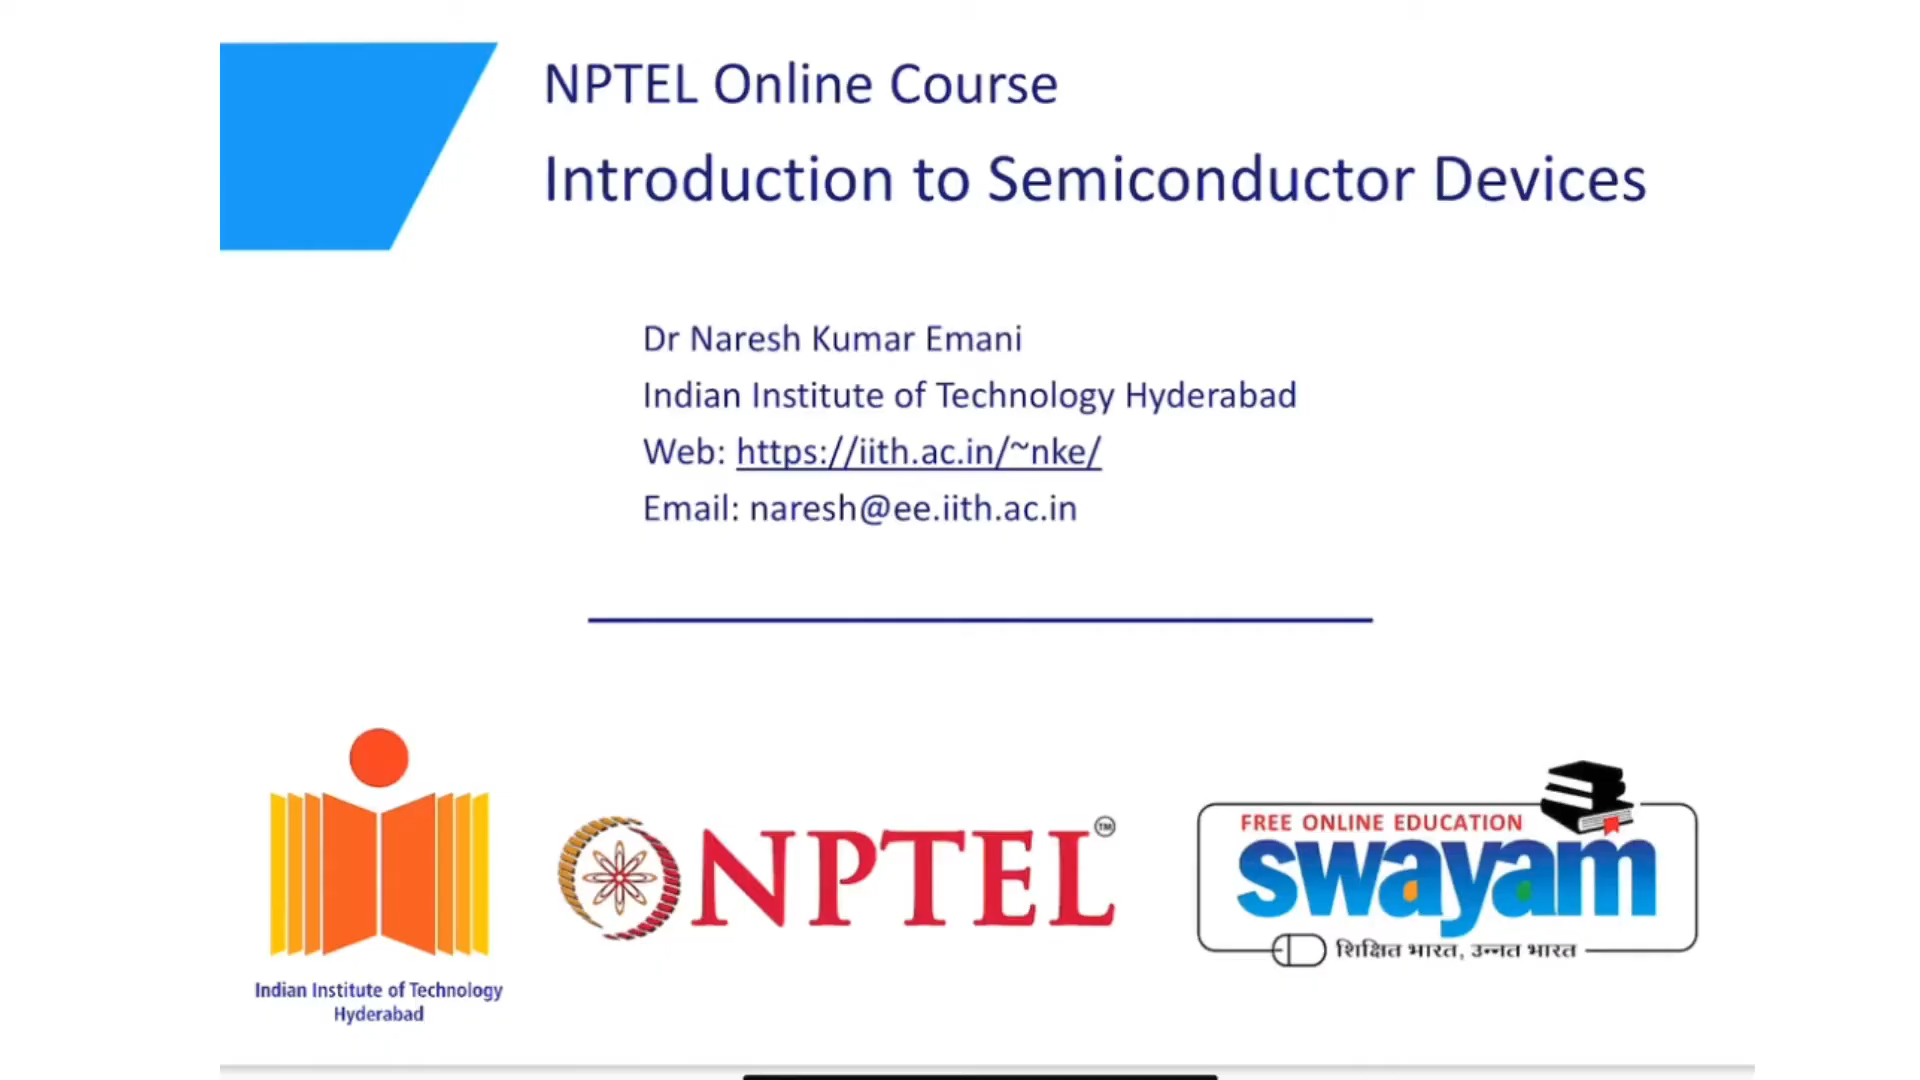 NPTEL Online Course
Introduction to Semiconductor Devices
Dr Naresh Kumar Emani
Indian Institute of Technology Hyderabad
Web: https://iith.ac.in/~nke/
Email: naresh@ee.iith.ac.in
Indian Institute of Technology
Hyderabad
NPTEL TM
FREE ONLINE EDUCATION
swayam
शिक्षित भारत, उन्नत भारत